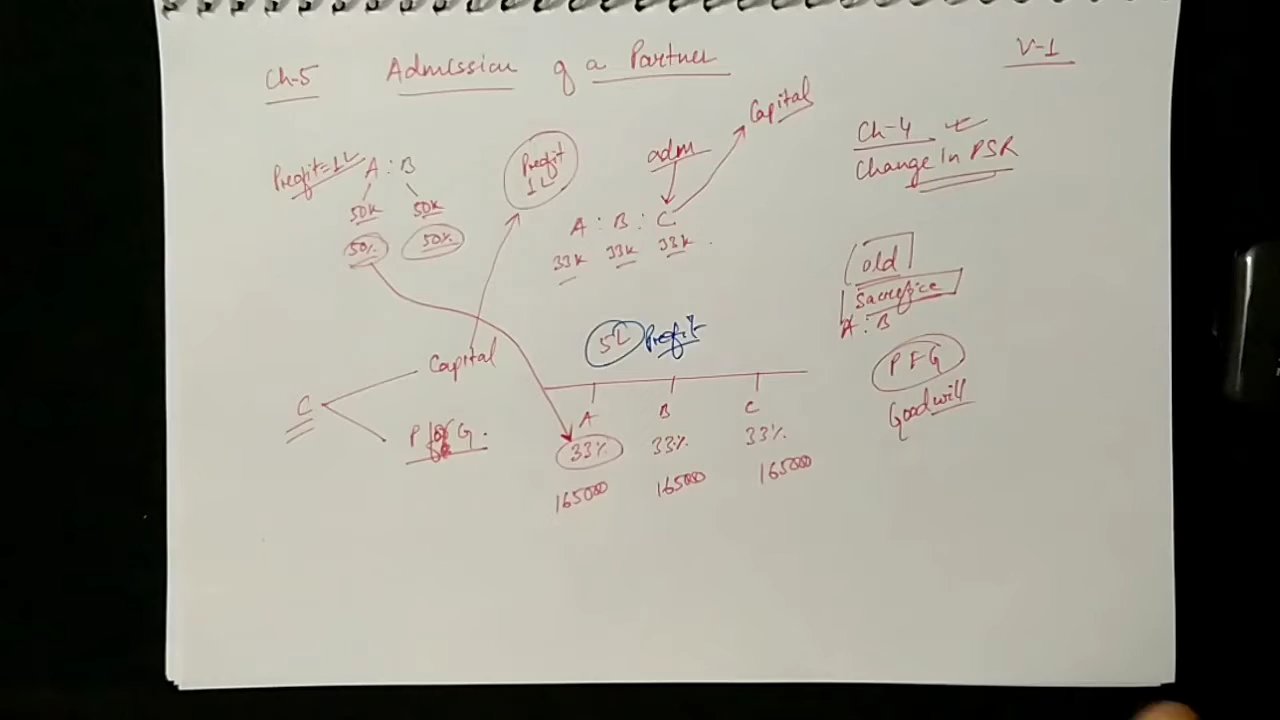 Ch-5 Admission of a Partner V-1
Profit=1L A : B
50K 50K
50% 50%
Profit
1L
adm
Capital
A : B : C
33K 33K 33K
Ch-4
Change In PSR
old
Sacrifice
A : B
PFG
Goodwill
5L Profit
C
Capital
P G.
A B C
33% 33% 33%
165000 165000 165000